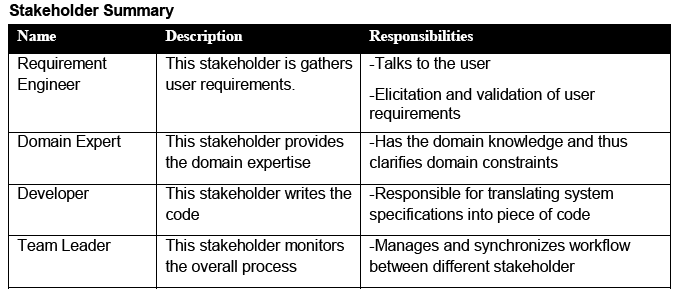 Stakeholder Summary
Name Description Responsibilities
Requirement Engineer
This stakeholder is gathers user requirements.
-Talks to the user
-Elicitation and validation of user requirements
Domain Expert
This stakeholder provides the domain expertise
-Has the domain knowledge and thus clarifies domain constraints
Developer
This stakeholder writes the code
-Responsible for translating system specifications into piece of code
Team Leader
This stakeholder monitors the overall process
-Manages and synchronizes workflow between different stakeholder